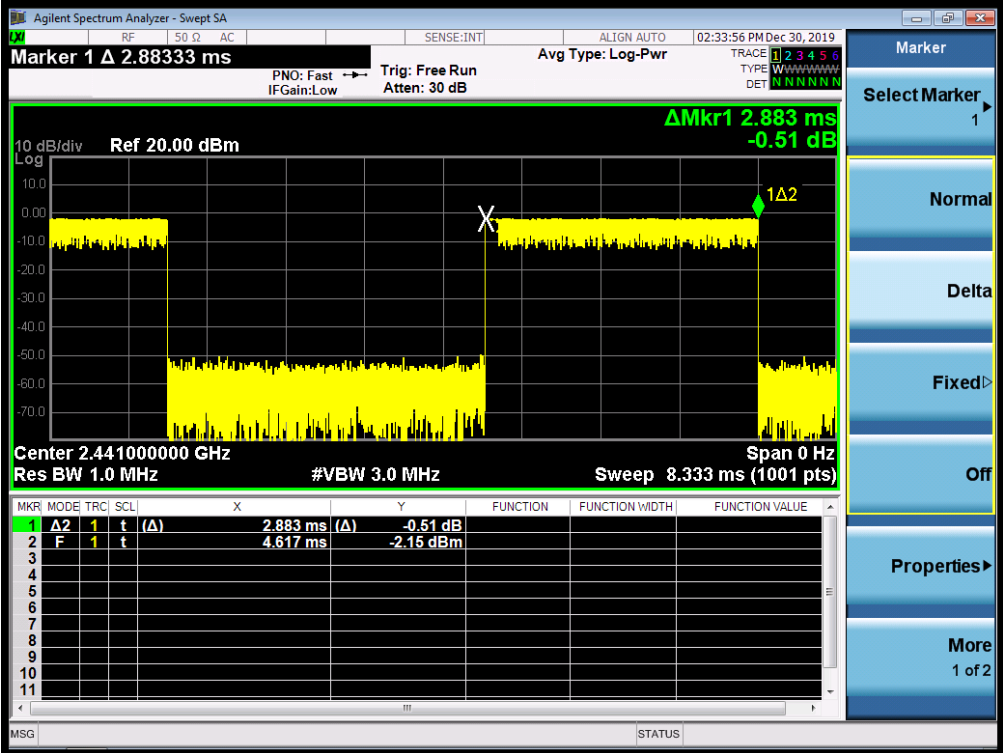 Agilent Spectrum Analyzer - Swept SA
LXI RF 50 Ω AC SENSE:INT ALIGN AUTO 02:33:56 PM Dec 30, 2019
Marker 1 Δ 2.88333 ms
PNO: Fast
IFGain:Low
Trig: Free Run
Atten: 30 dB
Avg Type: Log-Pwr
TRACE 1 2 3 4 5 6
TYPE WWWWWW
DET N N N N N N
ΔMkr1 2.883 ms
-0.51 dB
10 dB/div Ref 20.00 dBm
Log
10.0
0.00
-10.0
-20.0
-30.0
-40.0
-50.0
-60.0
-70.0
1Δ2
Center 2.441000000 GHz Span 0 Hz
Res BW 1.0 MHz #VBW 3.0 MHz Sweep 8.333 ms (1001 pts)
MKR MODE TRC SCL X Y FUNCTION FUNCTION WIDTH FUNCTION VALUE
1 Δ2 1 t (Δ) 2.883 ms (Δ) -0.51 dB
2 F 1 t 4.617 ms -2.15 dBm
3
4
5
6
7
8
9
10
11
MSG STATUS
Marker
Select Marker
1
Normal
Delta
Fixed
Off
Properties
More
1 of 2